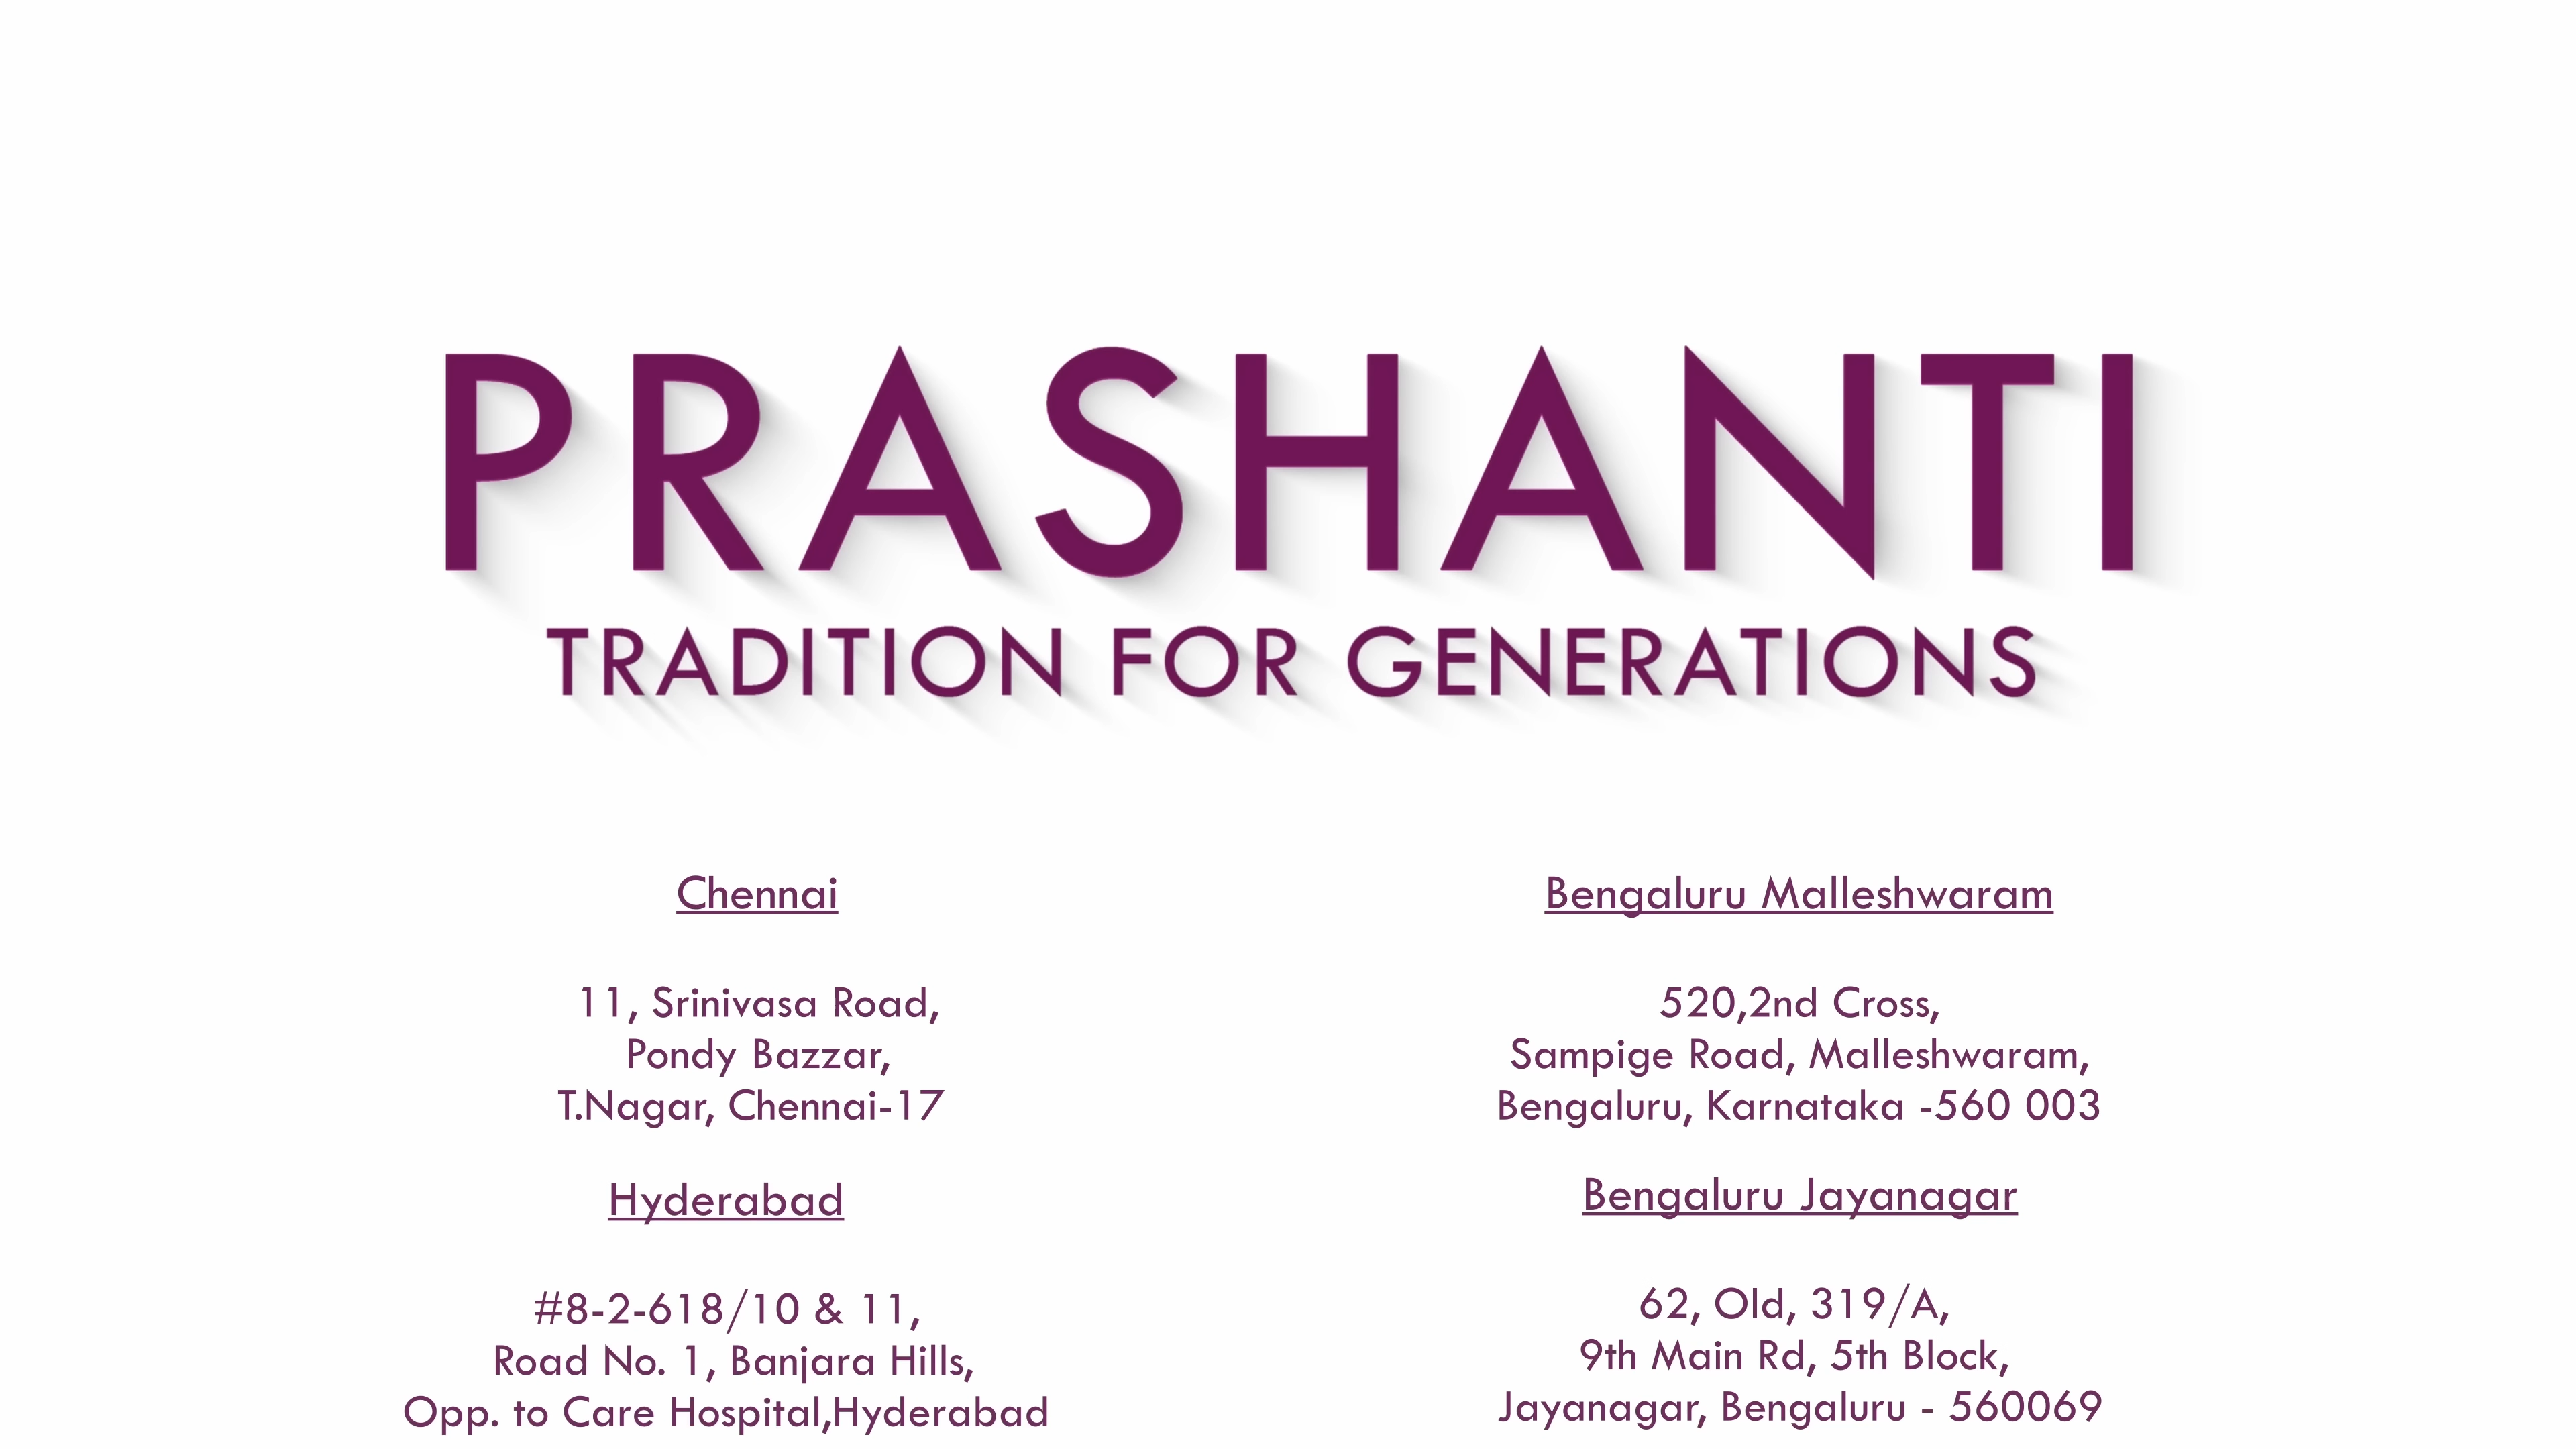 PRASHANTI
TRADITION FOR GENERATIONS
Chennai
11, Srinivasa Road,
Pondy Bazzar,
T.Nagar, Chennai-17
Hyderabad
#8-2-618/10 & 11,
Road No. 1, Banjara Hills,
Opp. to Care Hospital,Hyderabad
Bengaluru Malleshwaram
520,2nd Cross,
Sampige Road, Malleshwaram,
Bengaluru, Karnataka -560 003
Bengaluru Jayanagar
62, Old, 319/A,
9th Main Rd, 5th Block,
Jayanagar, Bengaluru - 560069